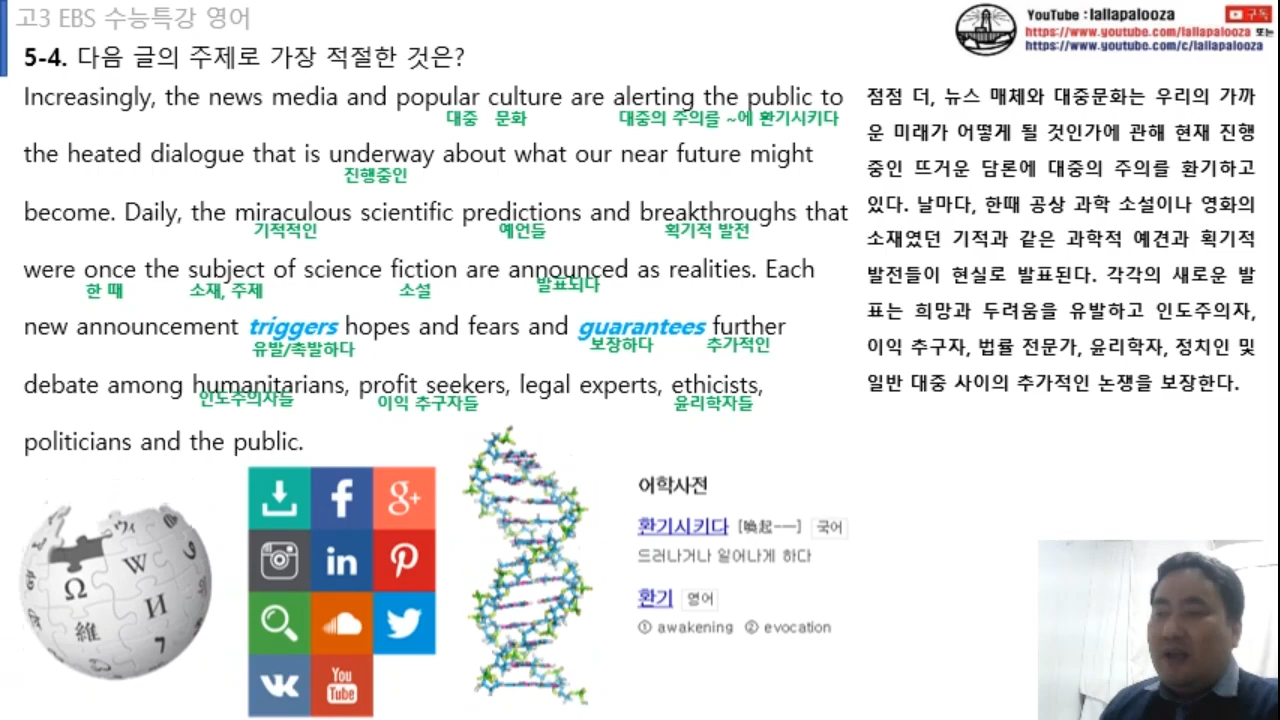 고3 EBS 수능특강 영어
YouTube : lallapalooza
구독
https://www.youtube.com/lallapalooza 또는
https://www.youtube.com/c/lallapalooza
5-4. 다음 글의 주제로 가장 적절한 것은?
Increasingly, the news media and popular culture are alerting the public to
대중 문화
대중의 주의를 ~에 환기시키다
the heated dialogue that is underway about what our near future might
진행중인
become. Daily, the miraculous scientific predictions and breakthroughs that
기적적인
예언들
획기적 발전
were once the subject of science fiction are announced as realities. Each
한 때
소재, 주제
소설
발표되다
new announcement triggers hopes and fears and guarantees further
유발/촉발하다
보장하다
추가적인
debate among humanitarians, profit seekers, legal experts, ethicists,
인도주의자들
이익 추구자들
윤리학자들
politicians and the public.
점점 더, 뉴스 매체와 대중문화는 우리의 가까
운 미래가 어떻게 될 것인가에 관해 현재 진행
중인 뜨거운 담론에 대중의 주의를 환기하고
있다. 날마다, 한때 공상 과학 소설이나 영화의
소재였던 기적과 같은 과학적 예견과 획기적
발전들이 현실로 발표된다. 각각의 새로운 발
표는 희망과 두려움을 유발하고 인도주의자,
이익 추구자, 법률 전문가, 윤리학자, 정치인 및
일반 대중 사이의 추가적인 논쟁을 보장한다.
Ω W И 維 7
f g+
in
You
Tube
어학사전
환기시키다 [喚起--] 국어
드러나거나 일어나게 하다
환기 영어
① awakening ② evocation